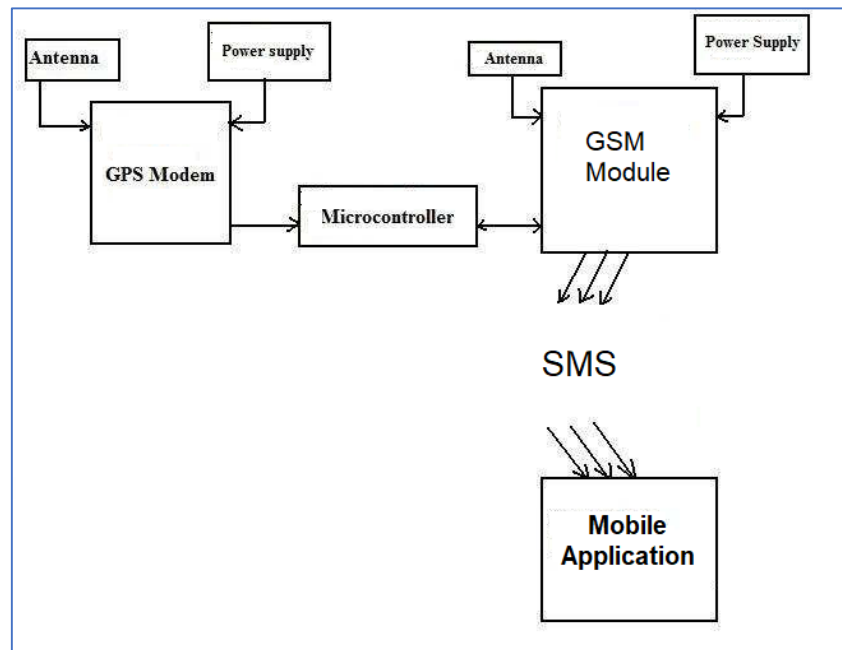 Antenna
Power supply
Antenna
Power Supply
GPS Modem
GSM
Module
Microcontroller
SMS
Mobile
Application